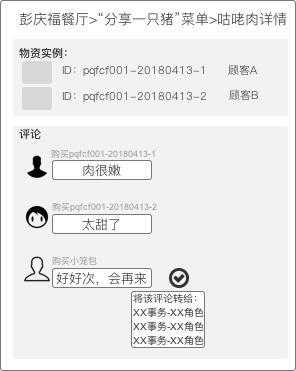 彭庆福餐厅>“分享一只猪”菜单>咕咾肉详情
物资实例：
ID：pqfcf001-20180413-1 顾客A
ID：pqfcf001-20180413-2 顾客B
评论
购买pqfcf001-20180413-1
肉很嫩
购买pqfcf001-20180413-2
太甜了
购买小笼包
好好次，会再来
将该评论转给：
XX事务-XX角色
XX事务-XX角色
XX事务-XX角色